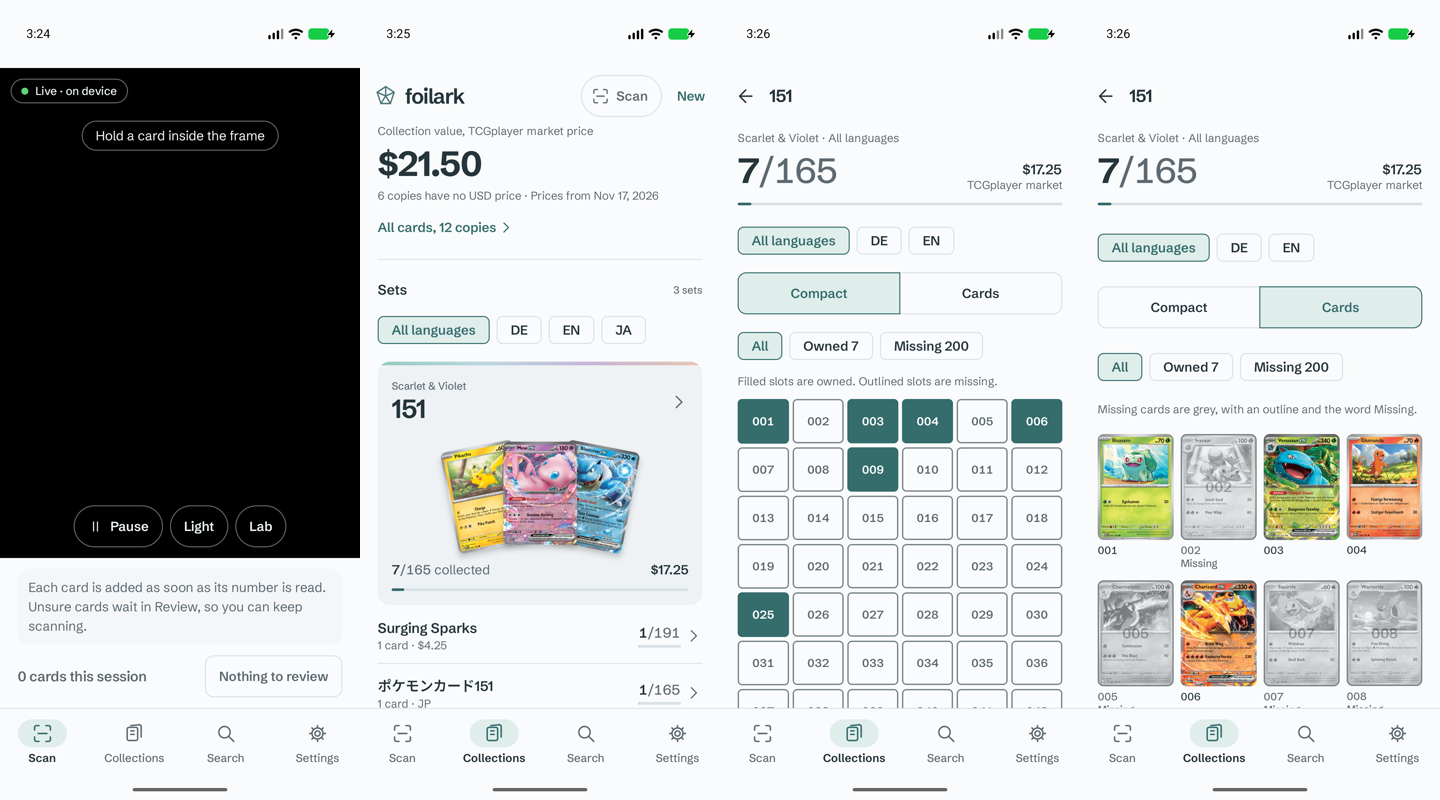 3:24
Live · on device
Hold a card inside the frame
Pause
Light
Lab
Each card is added as soon as its number is read.
Unsure cards wait in Review, so you can keep
scanning.
0 cards this session
Nothing to review
Scan
Collections
Search
Settings
3:25
foilark
Scan
New
Collection value, TCGplayer market price
$21.50
6 copies have no USD price · Prices from Nov 17, 2026
All cards, 12 copies
Sets
3 sets
All languages
DE
EN
JA
Scarlet & Violet
151
Pikachu
Mew
180
Blastoise
330
7/165 collected
$17.25
Surging Sparks
1/191
1 card · $4.25
ポケモンカード151
1/165
1 card · JP
Scan
Collections
Search
Settings
3:26
151
Scarlet & Violet · All languages
7/165
$17.25
TCGplayer market
All languages
DE
EN
Compact
Cards
All
Owned 7
Missing 200
Filled slots are owned. Outlined slots are missing.
001 002 003 004 005 006
007 008 009 010 011 012
013 014 015 016 017 018
019 020 021 022 023 024
025 026 027 028 029 030
031 032 033 034 035 036
Scan
Collections
Search
Settings
3:26
151
Scarlet & Violet · All languages
7/165
$17.25
TCGplayer market
All languages
DE
EN
Compact
Cards
All
Owned 7
Missing 200
Missing cards are grey, with an outline and the word Missing.
002
001
002
Missing
003
004
005
007
008
005
Missing
006
007
Missing
008
Missing
Scan
Collections
Search
Settings